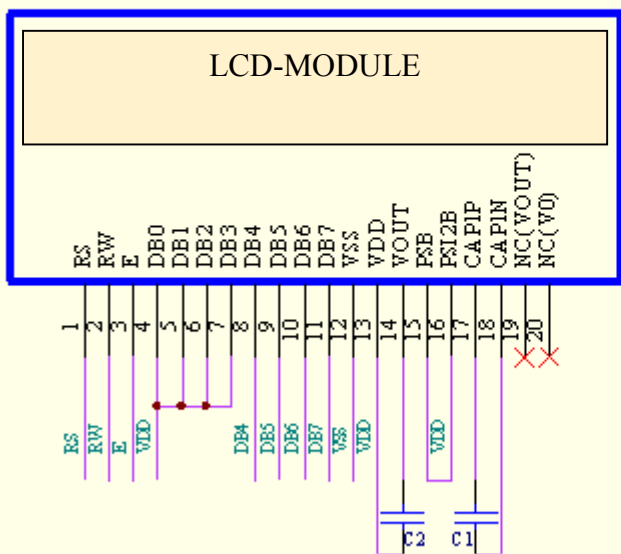 LCD-MODULE
RS
RW
E
DB0
DB1
DB2
DB3
DB4
DB5
DB6
DB7
VSS
VDD
VOUT
PSB
PSI2B
CAP1P
CAP1N
NC(VOUT)
NC(V0)
1
2
3
4
5
6
7
8
9
10
11
12
13
14
15
16
17
18
19
20
RS
RW
E
VDD
DB4
DB5
DB6
DB7
VSS
VDD
VDD
C2
C1